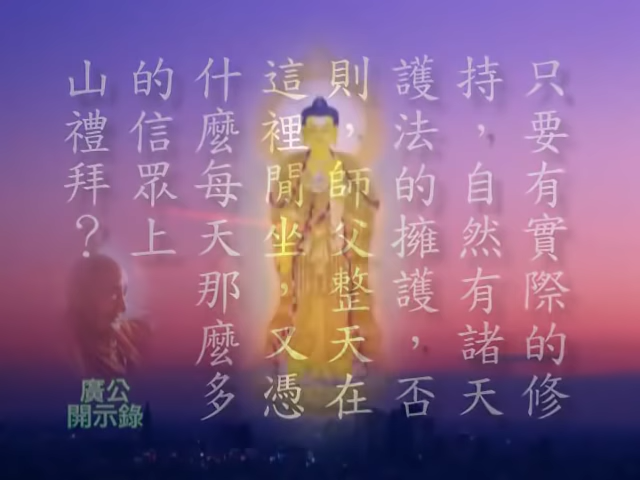 只要有實際的修
持，自然有諸天
護法的擁護，否
則，師父整天在
這裡閒坐，又憑
什麼每天那麼多
的信眾上
山禮拜？
廣公
開示錄